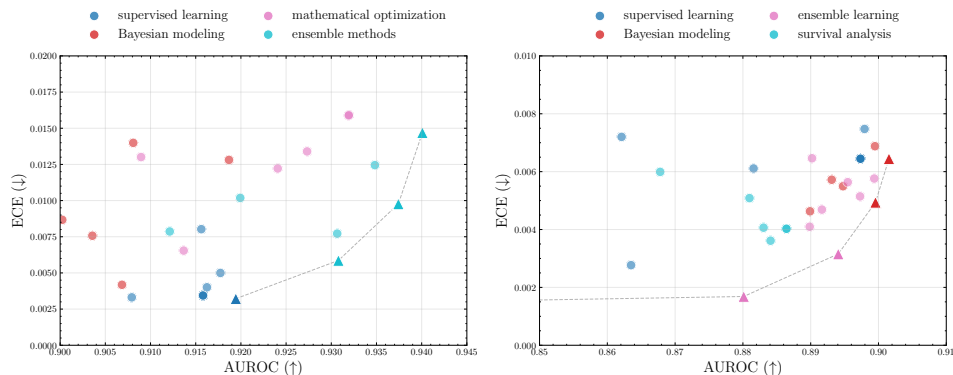 supervised learning
mathematical optimization
Bayesian modeling
ensemble methods
0.0200
0.0175
0.0150
0.0125
0.0100
0.0075
0.0050
0.0025
0.0000
ECE (↓)
0.900 0.905 0.910 0.915 0.920 0.925 0.930 0.935 0.940 0.945
AUROC (↑)
supervised learning
ensemble learning
Bayesian modeling
survival analysis
0.010
0.008
0.006
0.004
0.002
0.000
ECE (↓)
0.85 0.86 0.87 0.88 0.89 0.90 0.91
AUROC (↑)